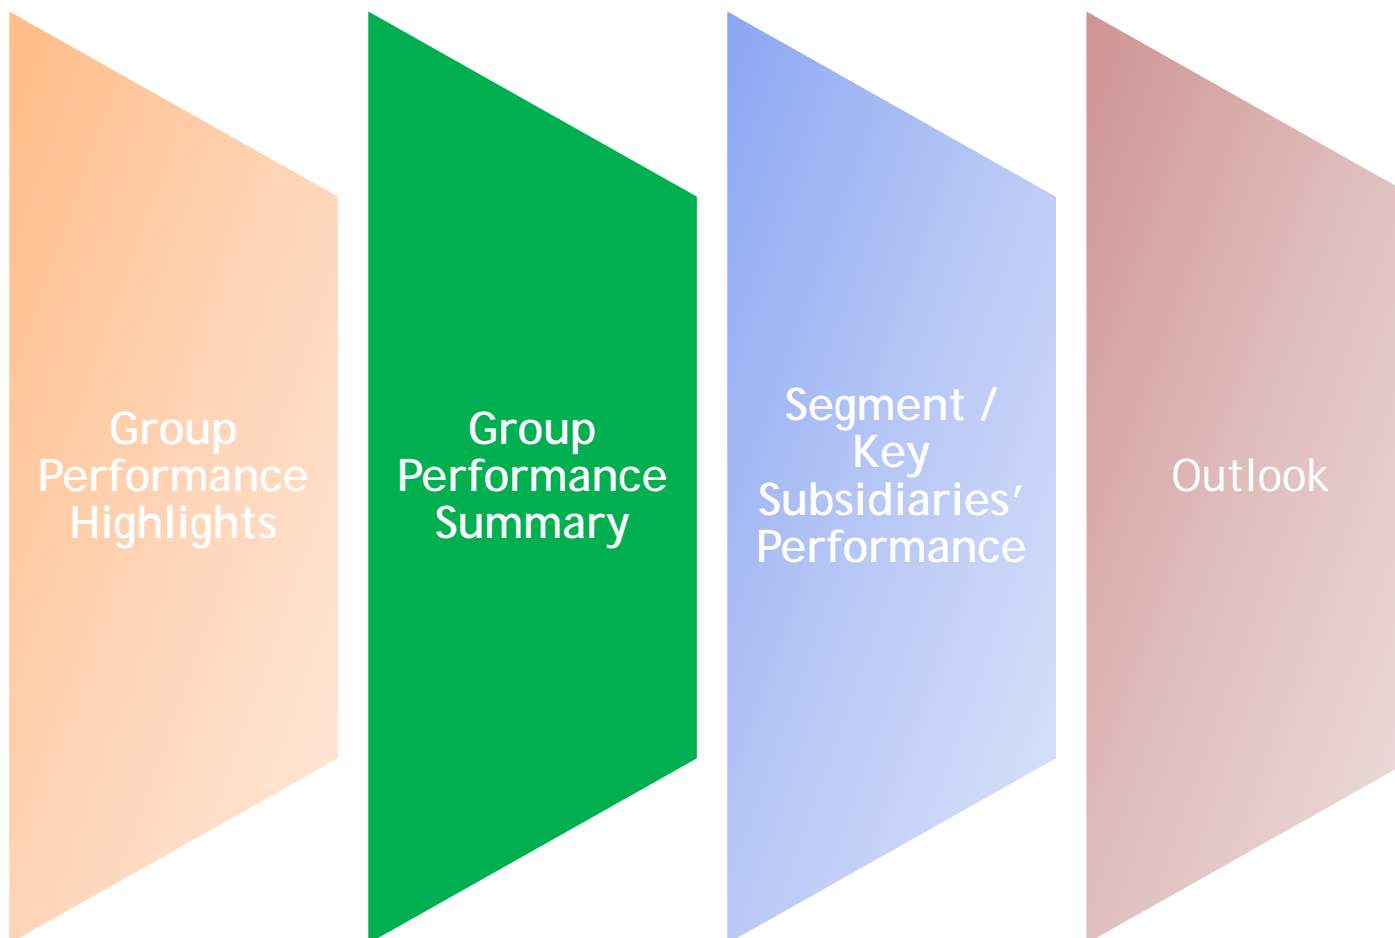 Group
Performance
Highlights
Group
Performance
Summary
Segment /
Key
Subsidiaries’
Performance
Outlook